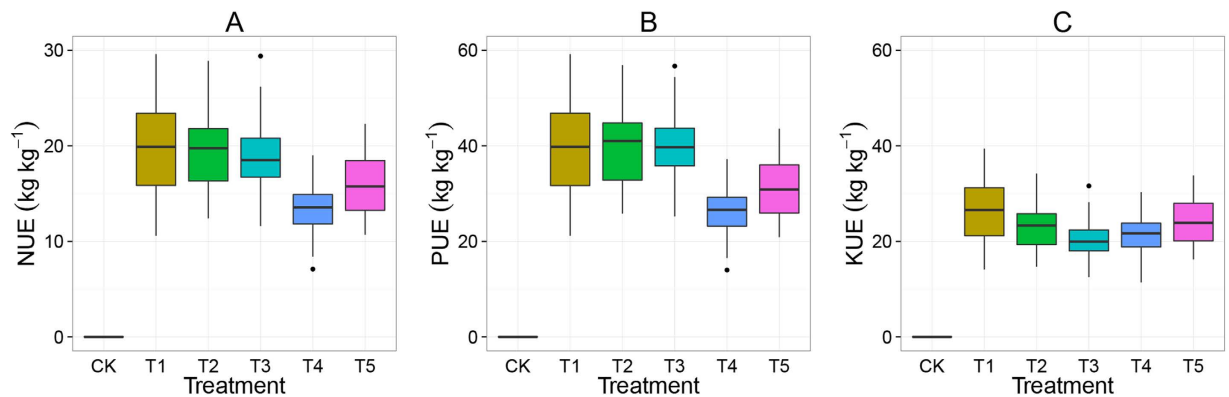 A
NUE (kg kg⁻¹)
30
20
10
0
CK T1 T2 T3 T4 T5
Treatment
B
PUE (kg kg⁻¹)
60
40
20
0
CK T1 T2 T3 T4 T5
Treatment
C
KUE (kg kg⁻¹)
60
40
20
0
CK T1 T2 T3 T4 T5
Treatment